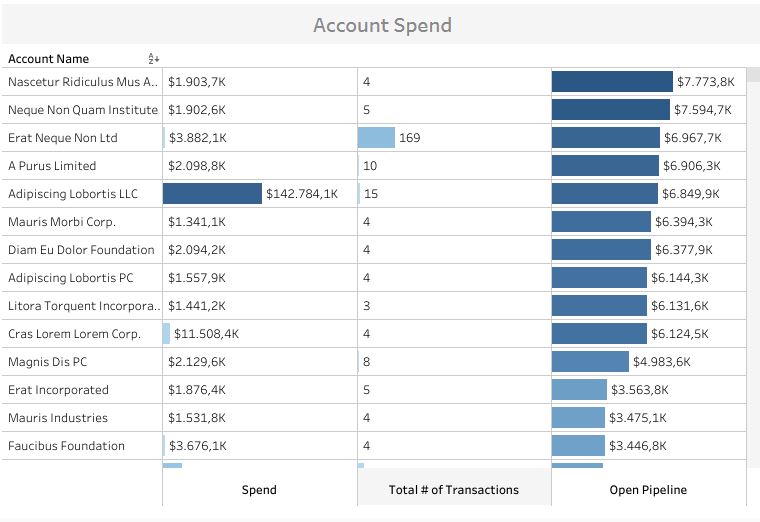 Account Spend
Account Name
Nascetur Ridiculus Mus A.. $1.903,7K 4 $7.773,8K
Neque Non Quam Institute $1.902,6K 5 $7.594,7K
Erat Neque Non Ltd $3.882,1K 169 $6.967,7K
A Purus Limited $2.098,8K 10 $6.906,3K
Adipiscing Lobortis LLC $142.784,1K 15 $6.849,9K
Mauris Morbi Corp. $1.341,1K 4 $6.394,3K
Diam Eu Dolor Foundation $2.094,2K 4 $6.377,9K
Adipiscing Lobortis PC $1.557,9K 4 $6.144,3K
Litora Torquent Incorpora.. $1.441,2K 3 $6.131,6K
Cras Lorem Lorem Corp. $11.508,4K 4 $6.124,5K
Magnis Dis PC $2.129,6K 8 $4.983,6K
Erat Incorporated $1.876,4K 5 $3.563,8K
Mauris Industries $1.531,8K 4 $3.475,1K
Faucibus Foundation $3.676,1K 4 $3.446,8K
Spend Total # of Transactions Open Pipeline